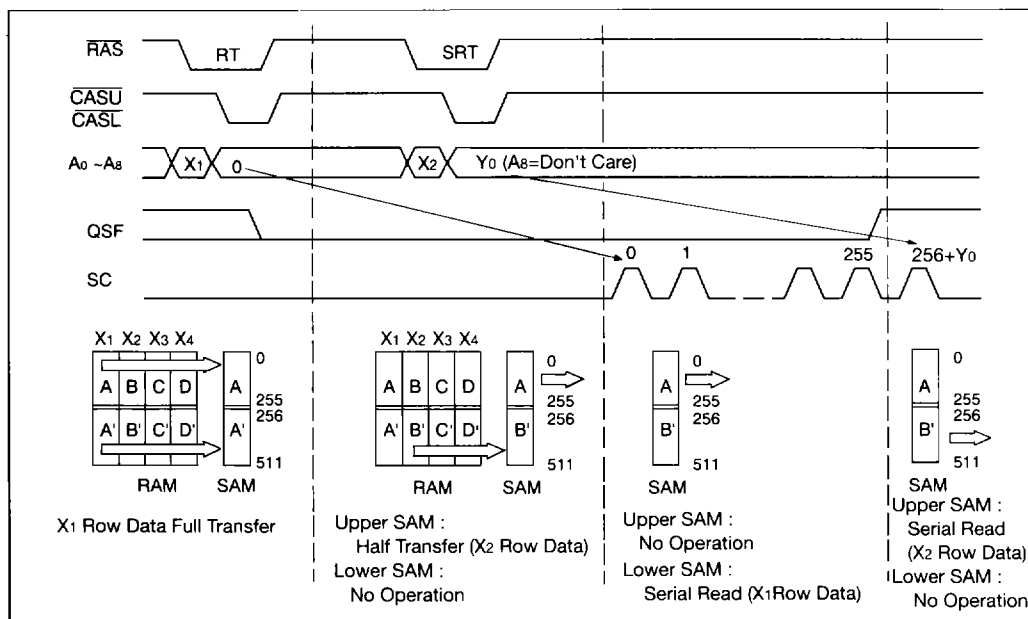 RAS RT SRT
CASU
CASL
A0 ~A8 X1 0 X2 Y0 (A8=Don't Care)
QSF
0 1 255 256+Y0
SC
X1 X2 X3 X4
A B C D
A' B' C' D'
RAM
A
A'
SAM
0
255
256
511
X1 Row Data Full Transfer
X1 X2 X3 X4
A B C D
A' B' C' D'
RAM
A
B'
SAM
0
255
256
511
Upper SAM :
Half Transfer (X2 Row Data)
Lower SAM :
No Operation
A
B'
SAM
0
255
256
511
Upper SAM :
No Operation
Lower SAM :
Serial Read (X1Row Data)
A
B'
SAM
0
255
256
511
Upper SAM :
Serial Read
(X2 Row Data)
Lower SAM :
No Operation